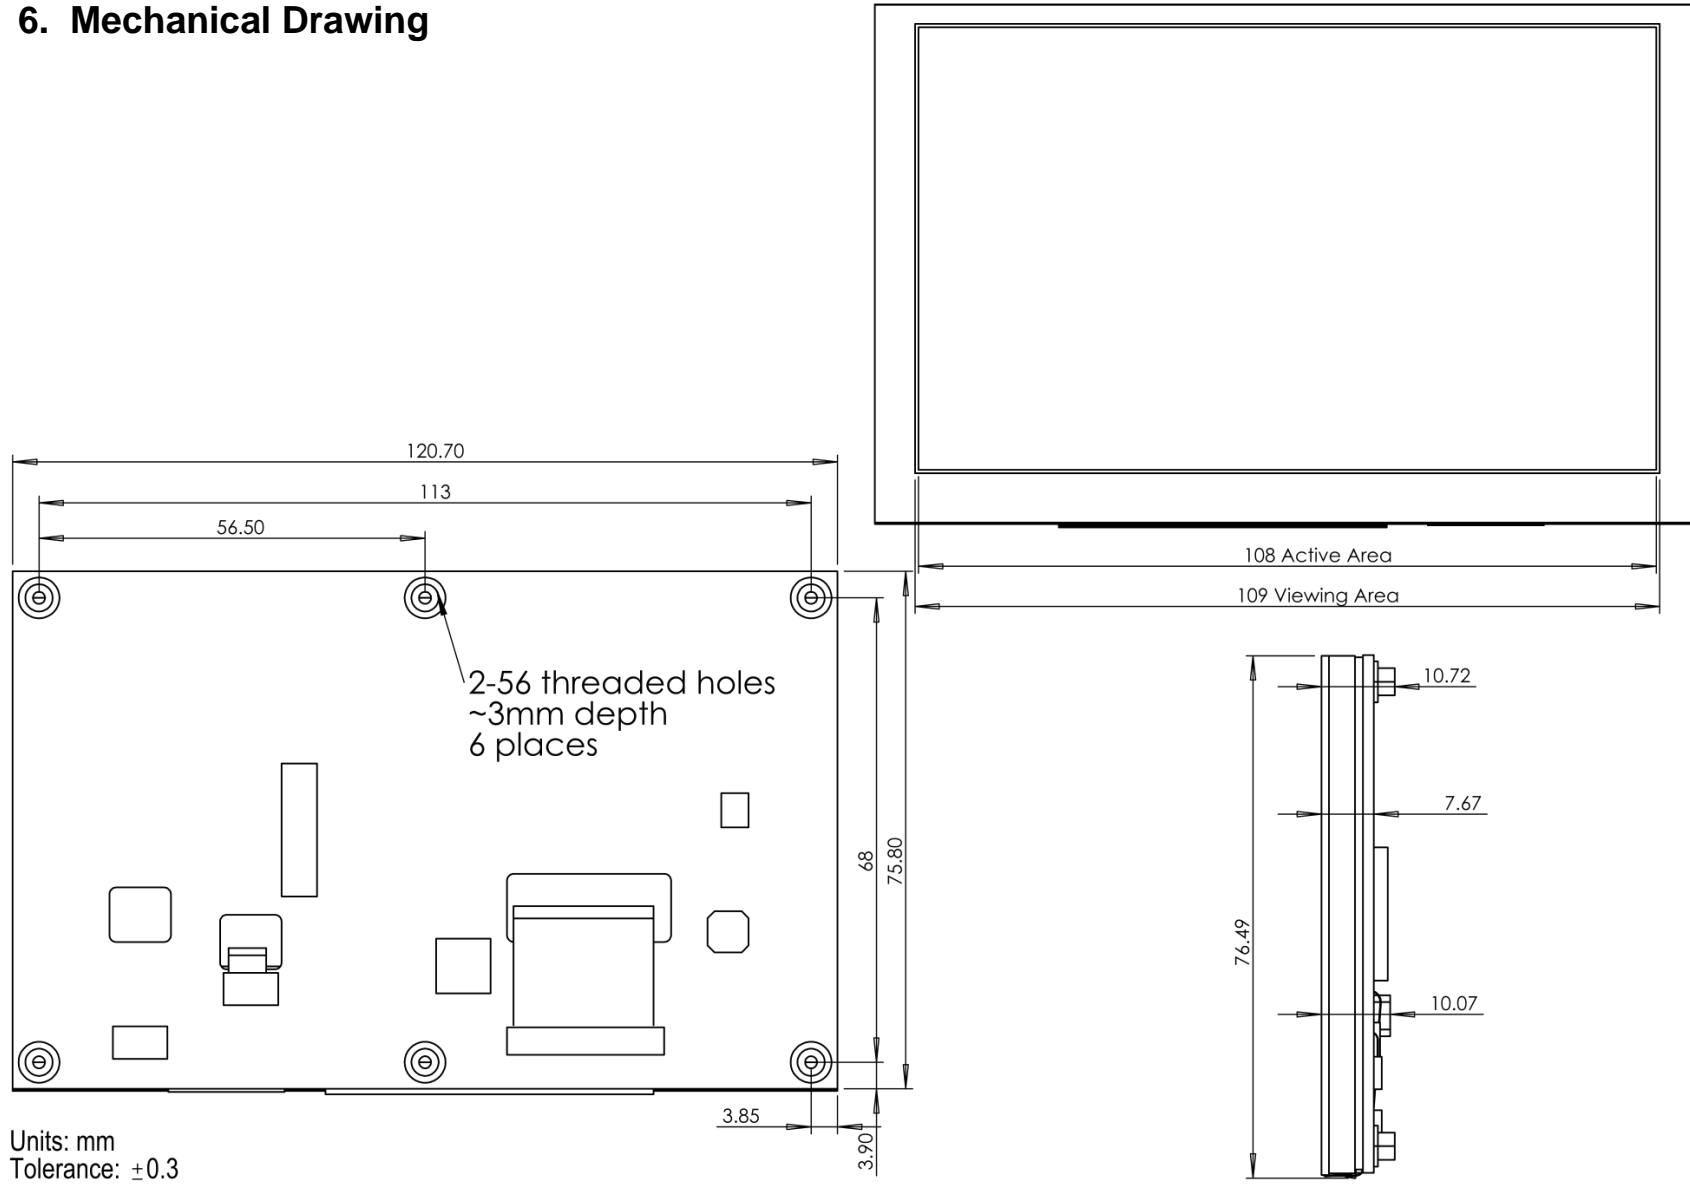 6. Mechanical Drawing
108 Active Area
109 Viewing Area
120.70
113
56.50
2-56 threaded holes
~3mm depth
6 places
68
75.80
3.85
3.90
10.72
7.67
76.49
10.07
Units: mm
Tolerance: ±0.3